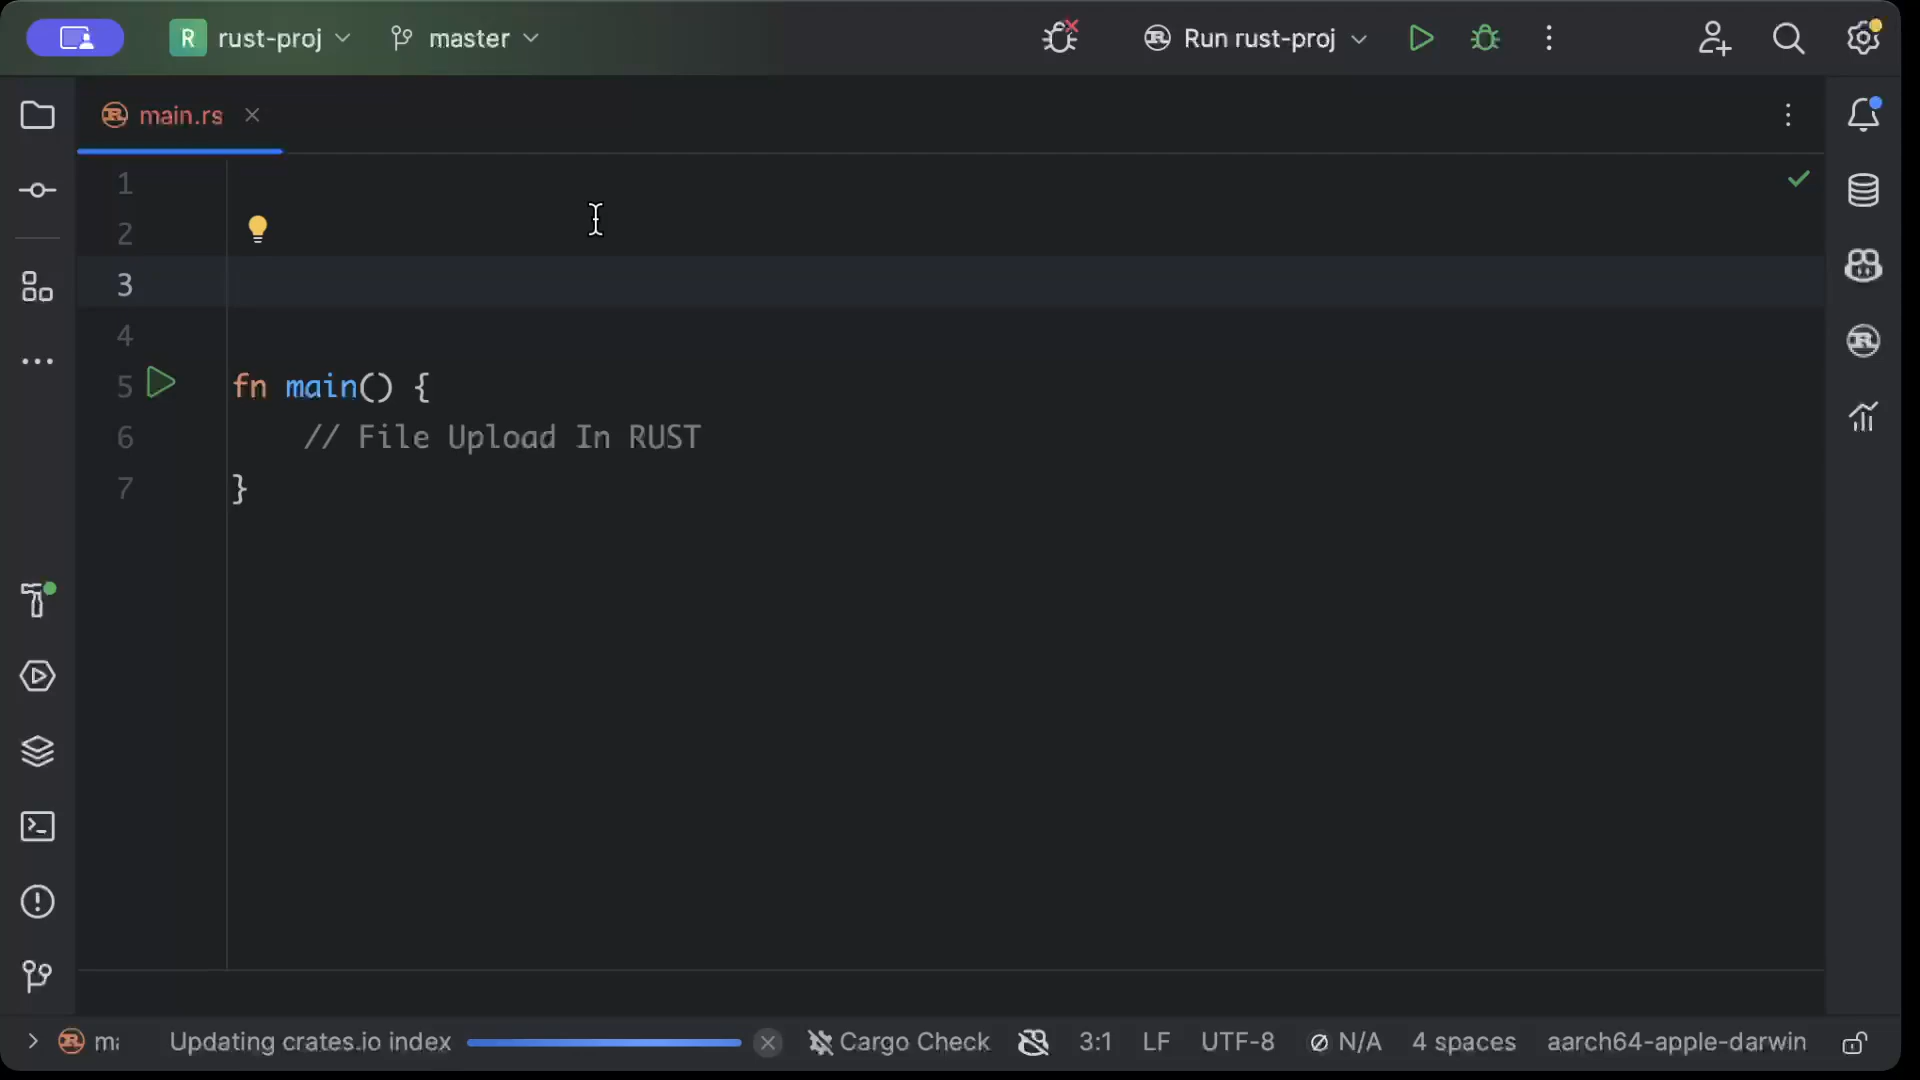 R rust-proj master Run rust-proj
main.rs
1
2
3
4
5 fn main() {
6 // File Upload In RUST
7 }
Updating crates.io index Cargo Check 3:1 LF UTF-8 N/A 4 spaces aarch64-apple-darwin